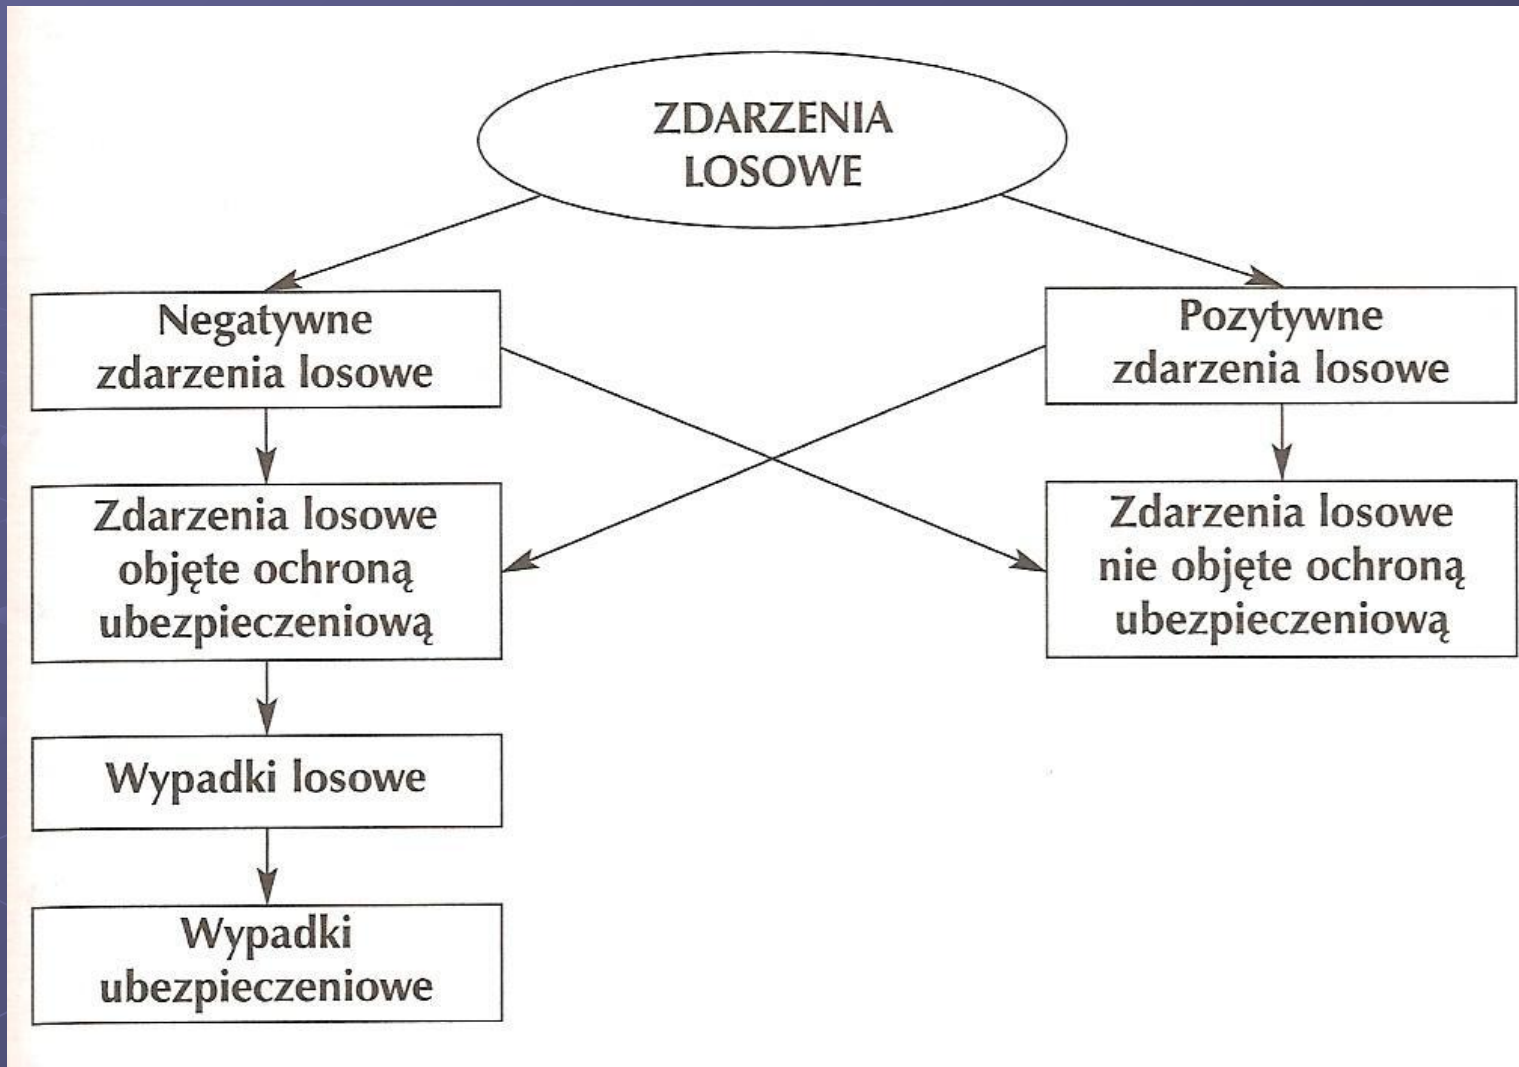 ZDARZENIA
LOSOWE
Negatywne
zdarzenia losowe
Pozytywne
zdarzenia losowe
Zdarzenia losowe
objęte ochroną
ubezpieczeniową
Zdarzenia losowe
nie objęte ochroną
ubezpieczeniową
Wypadki losowe
Wypadki
ubezpieczeniowe